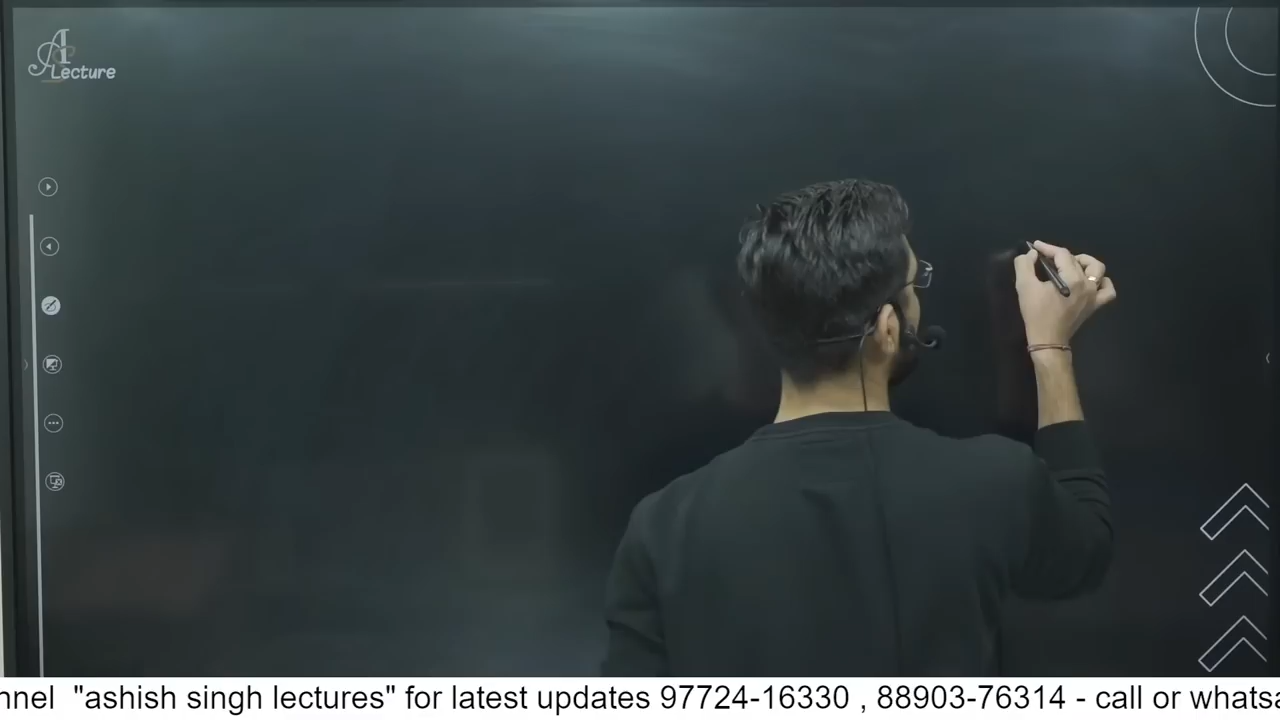 Lecture
nnel "ashish singh lectures" for latest updates 97724-16330 , 88903-76314 - call or whatsa